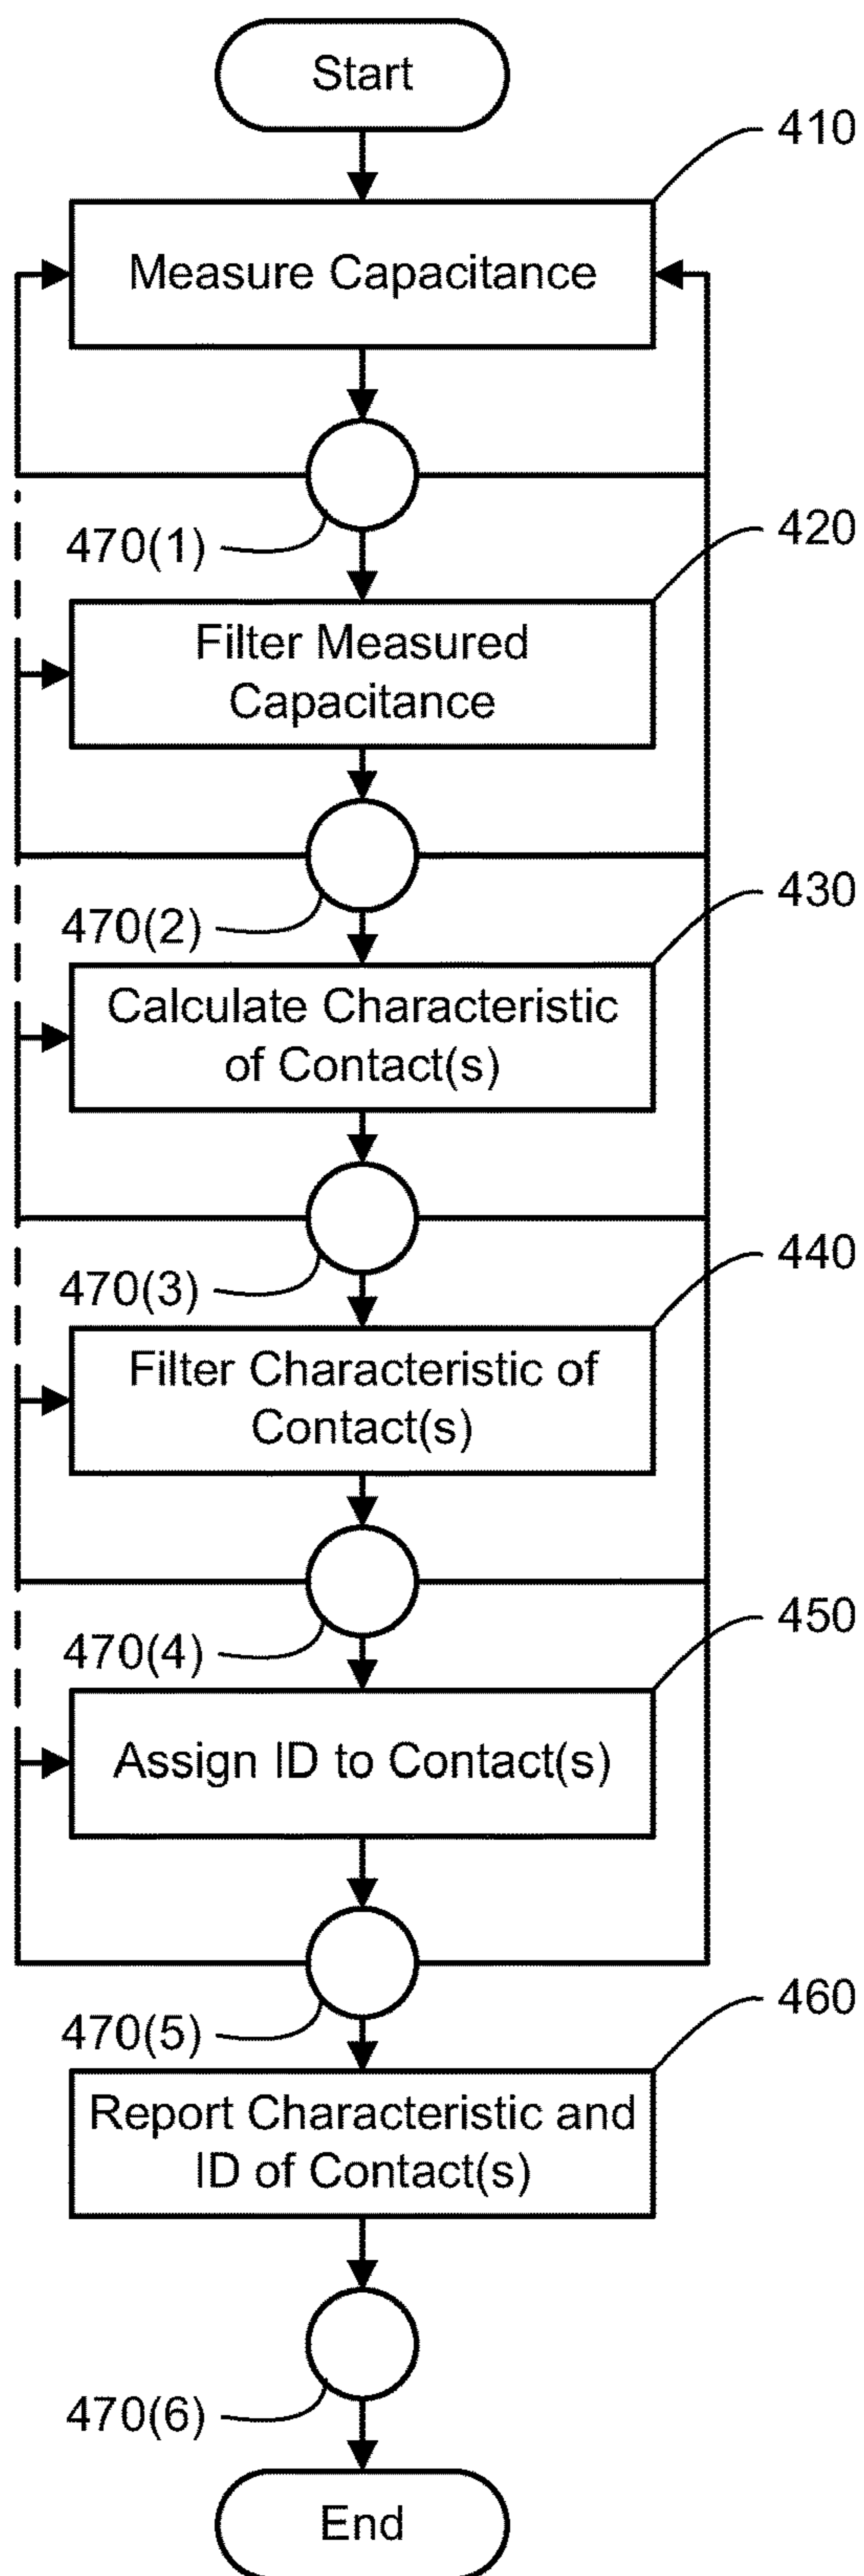 Start
410
Measure Capacitance
470(1)
420
Filter Measured
Capacitance
470(2)
430
Calculate Characteristic
of Contact(s)
470(3)
440
Filter Characteristic of
Contact(s)
470(4)
450
Assign ID to Contact(s)
470(5)
460
Report Characteristic and
ID of Contact(s)
470(6)
End